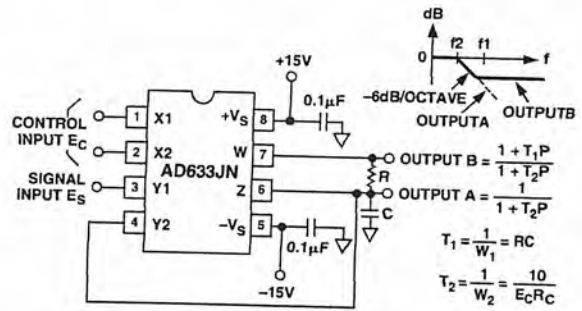 dB
0
f2
f1
f
-6dB/OCTAVE
OUTPUTA
OUTPUTB
+15V
0.1µF
CONTROL
INPUT EC
SIGNAL
INPUT ES
1
X1
2
X2
3
Y1
4
Y2
AD633JN
+VS
8
W
7
Z
6
-VS
5
R
C
0.1µF
-15V
OUTPUT B = 1 + T1P / 1 + T2P
OUTPUT A = 1 / 1 + T2P
T1 = 1 / W1 = RC
T2 = 1 / W2 = 10 / ECRC